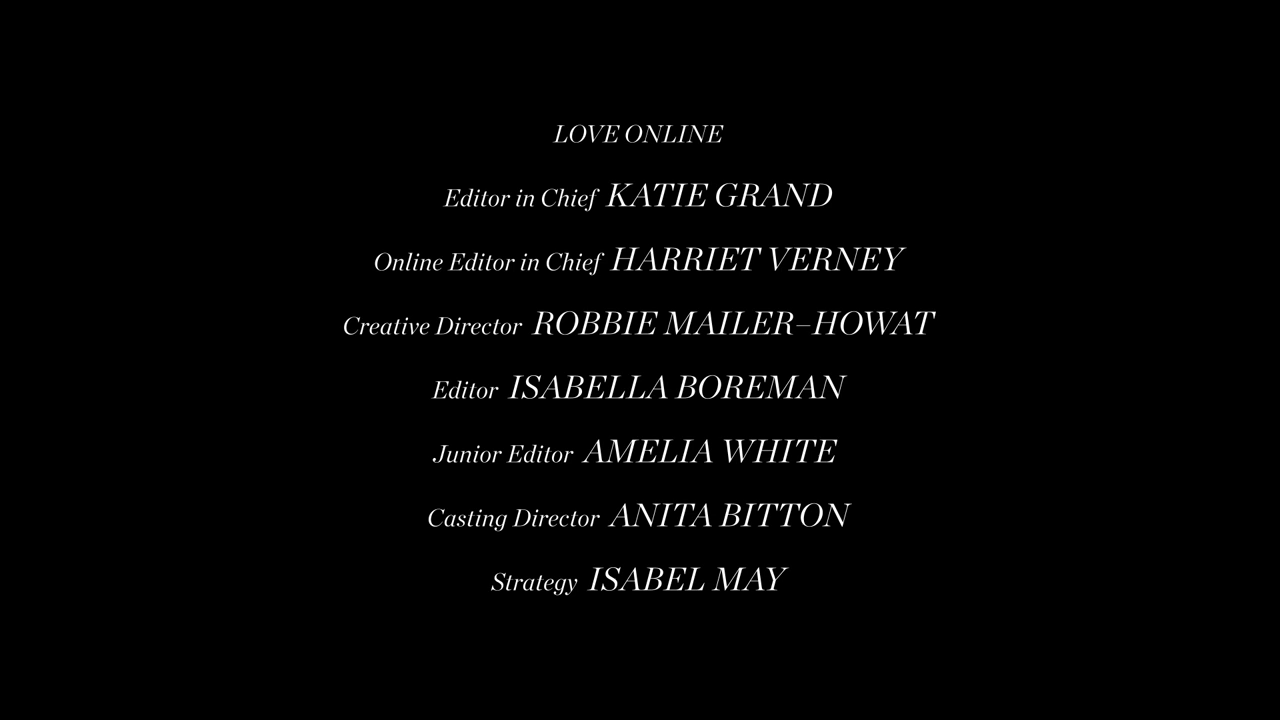 LOVE ONLINE
Editor in Chief KATIE GRAND
Online Editor in Chief HARRIET VERNEY
Creative Director ROBBIE MAILER–HOWAT
Editor ISABELLA BOREMAN
Junior Editor AMELIA WHITE
Casting Director ANITA BITTON
Strategy ISABEL MAY